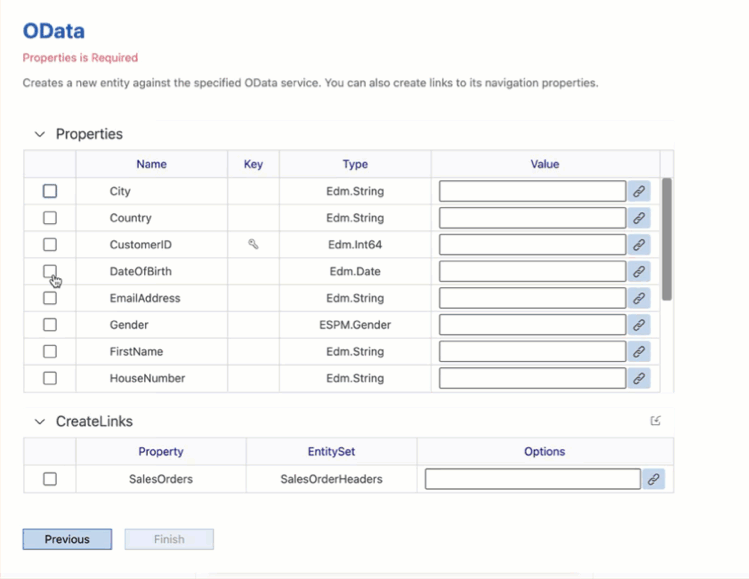 OData
Properties is Required
Creates a new entity against the specified OData service. You can also create links to its navigation properties.
Properties
Name Key Type Value
City Edm.String
Country Edm.String
CustomerID Edm.Int64
DateOfBirth Edm.Date
EmailAddress Edm.String
Gender ESPM.Gender
FirstName Edm.String
HouseNumber Edm.String
CreateLinks
Property EntitySet Options
SalesOrders SalesOrderHeaders
Previous Finish